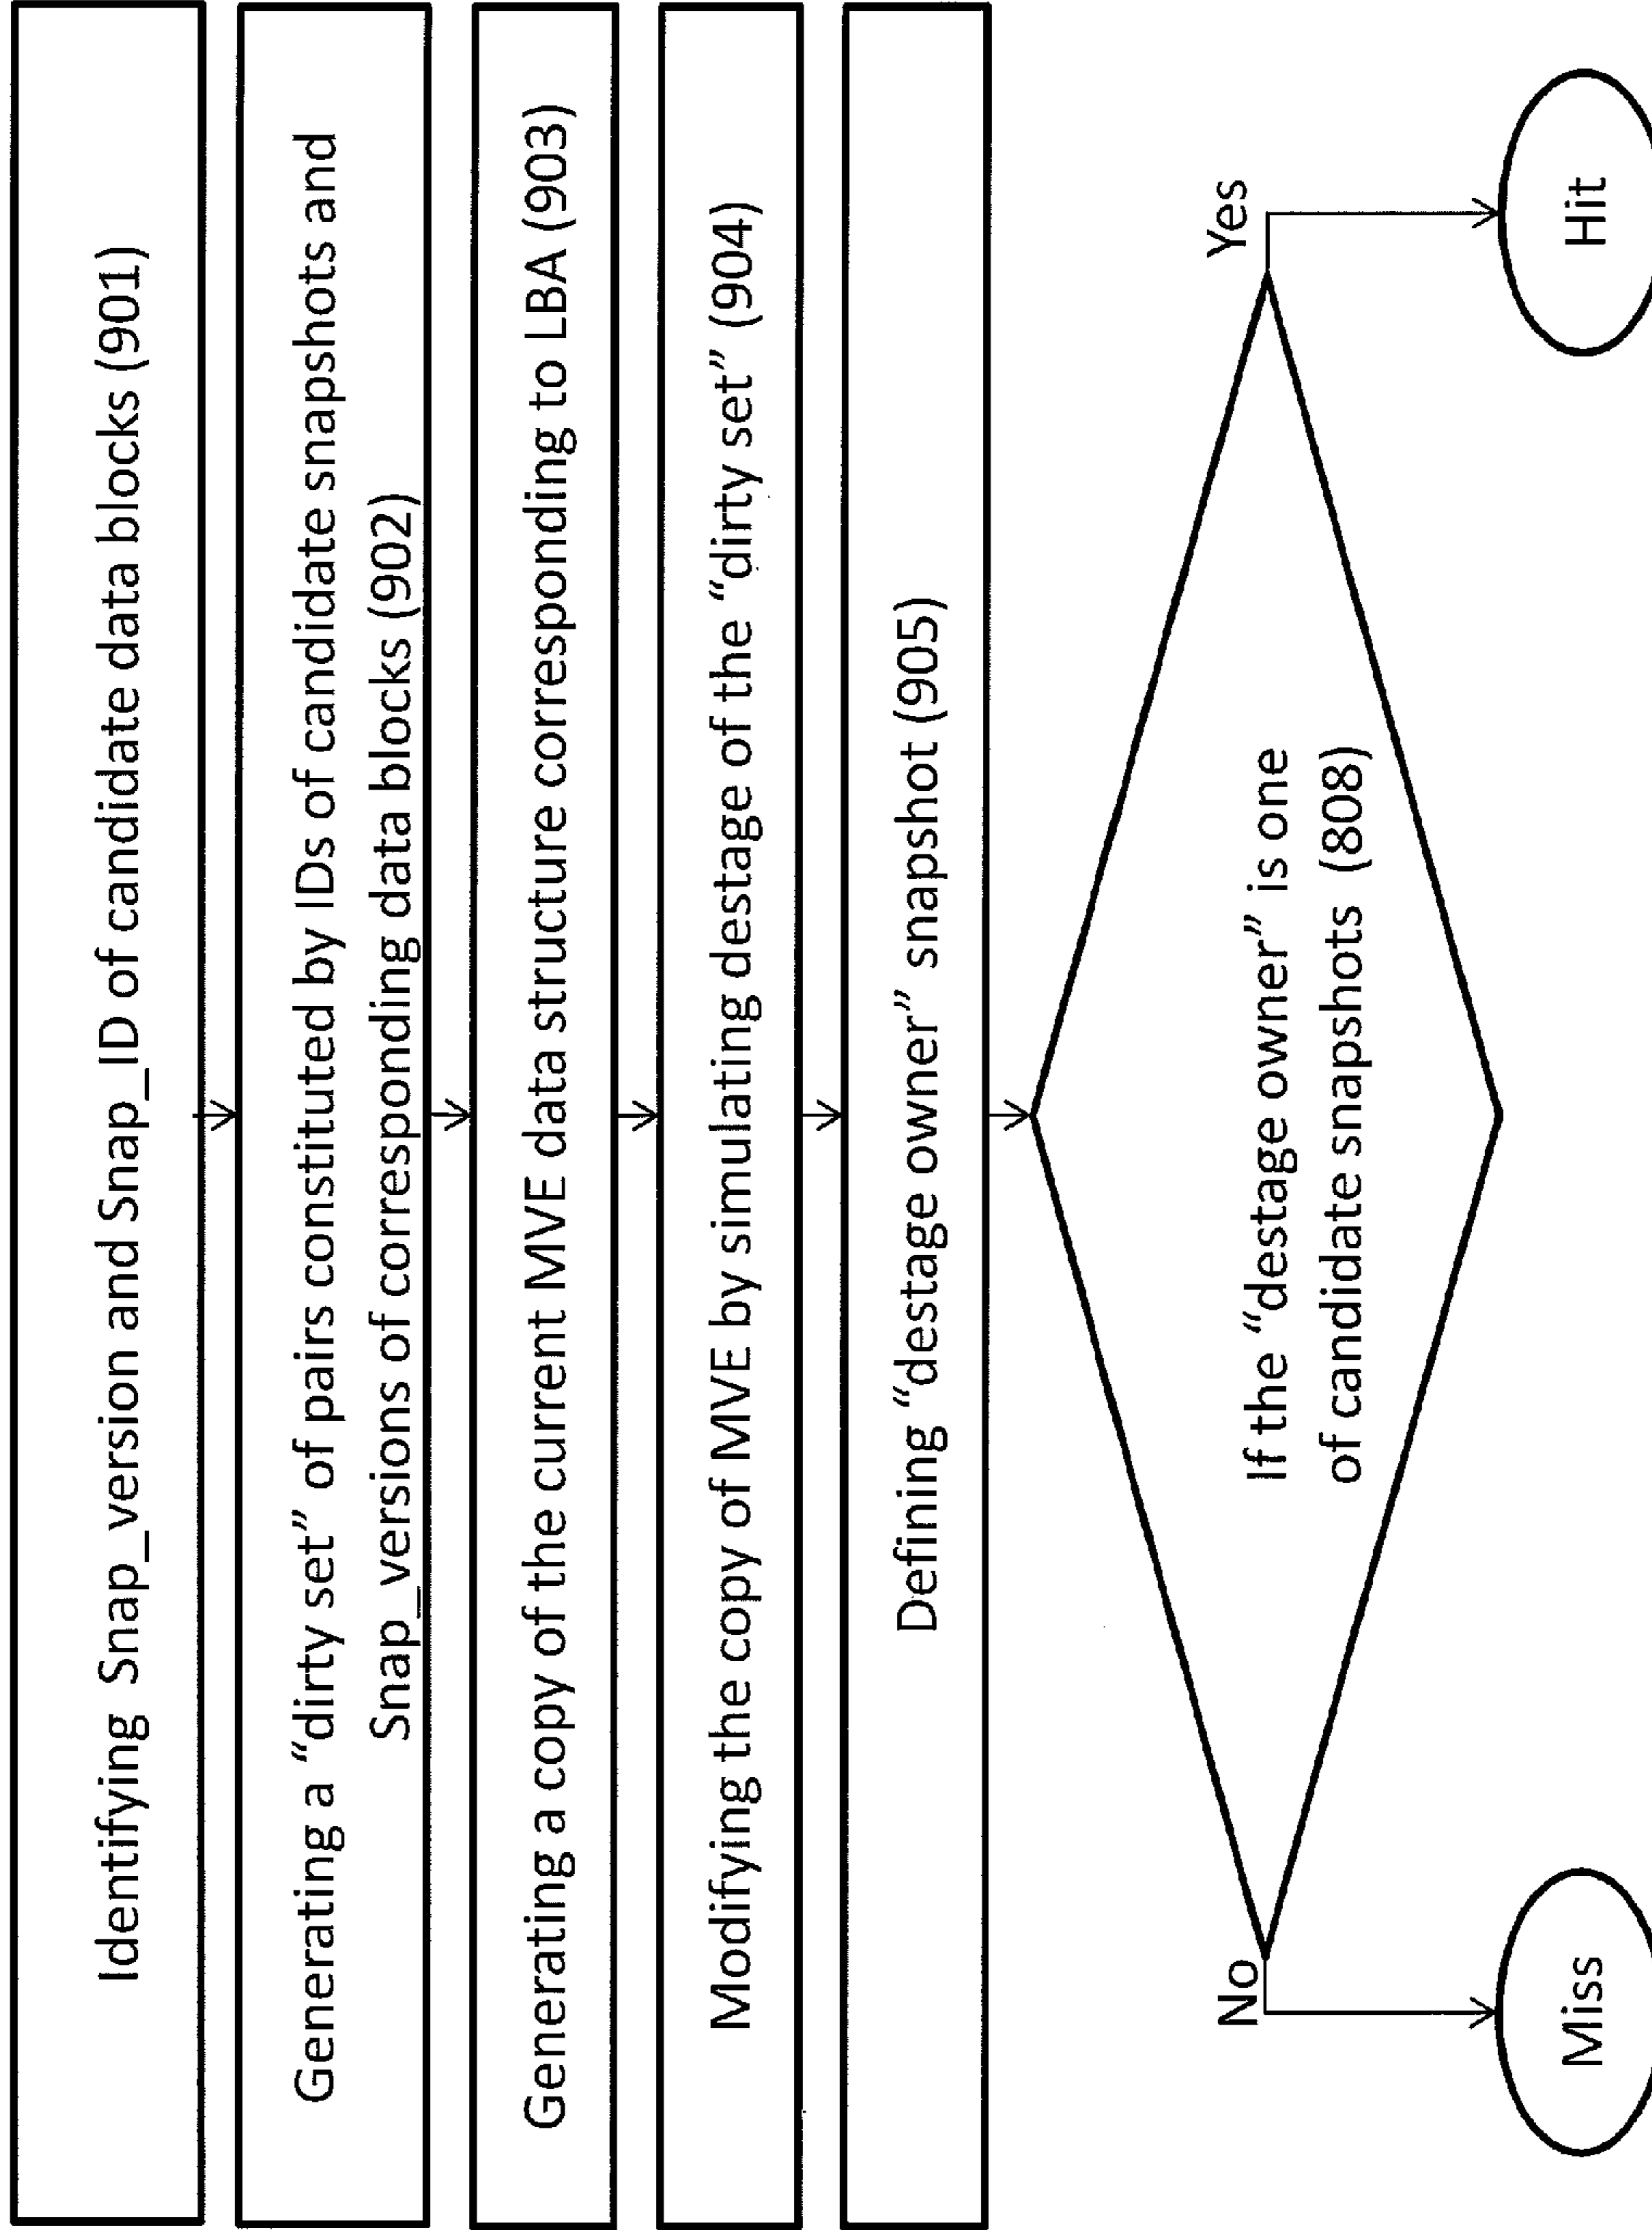 Identifying Snap_version and Snap_ID of candidate data blocks (901)
Generating a “dirty set” of pairs constituted by IDs of candidate snapshots and
Snap_versions of corresponding data blocks (902)
Generating a copy of the current MVE data structure corresponding to LBA (903)
Modifying the copy of MVE by simulating destage of the “dirty set” (904)
Defining “destage owner” snapshot (905)
If the “destage owner” is one
of candidate snapshots (808)
No
Yes
Miss
Hit